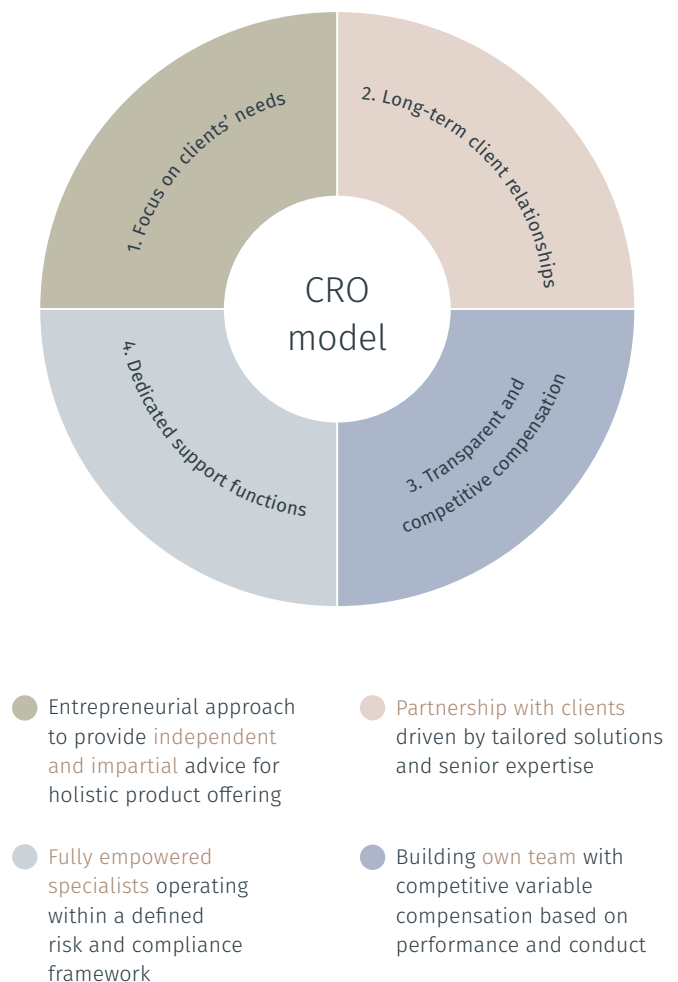 1. Focus on clients’ needs
2. Long-term client relationships
CRO
model
3. Transparent and
competitive compensation
4. Dedicated support functions
Entrepreneurial approach
to provide independent
and impartial advice for
holistic product offering
Partnership with clients
driven by tailored solutions
and senior expertise
Fully empowered
specialists operating
within a defined
risk and compliance
framework
Building own team with
competitive variable
compensation based on
performance and conduct